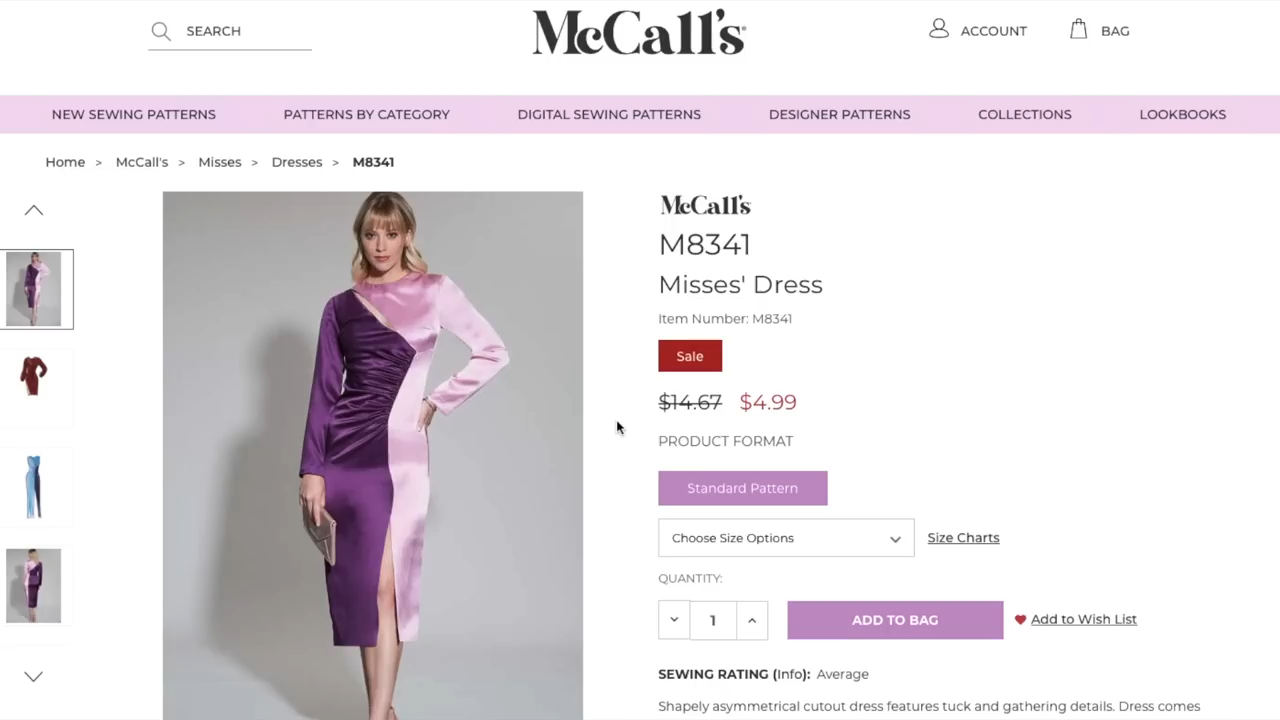 SEARCH
McCall's®
ACCOUNT
BAG
NEW SEWING PATTERNS
PATTERNS BY CATEGORY
DIGITAL SEWING PATTERNS
DESIGNER PATTERNS
COLLECTIONS
LOOKBOOKS
Home > McCall's > Misses > Dresses > M8341
McCall's
M8341
Misses' Dress
Item Number: M8341
Sale
$14.67 $4.99
PRODUCT FORMAT
Standard Pattern
Choose Size Options
Size Charts
QUANTITY:
1
ADD TO BAG
Add to Wish List
SEWING RATING (Info): Average
Shapely asymmetrical cutout dress features tuck and gathering details. Dress comes